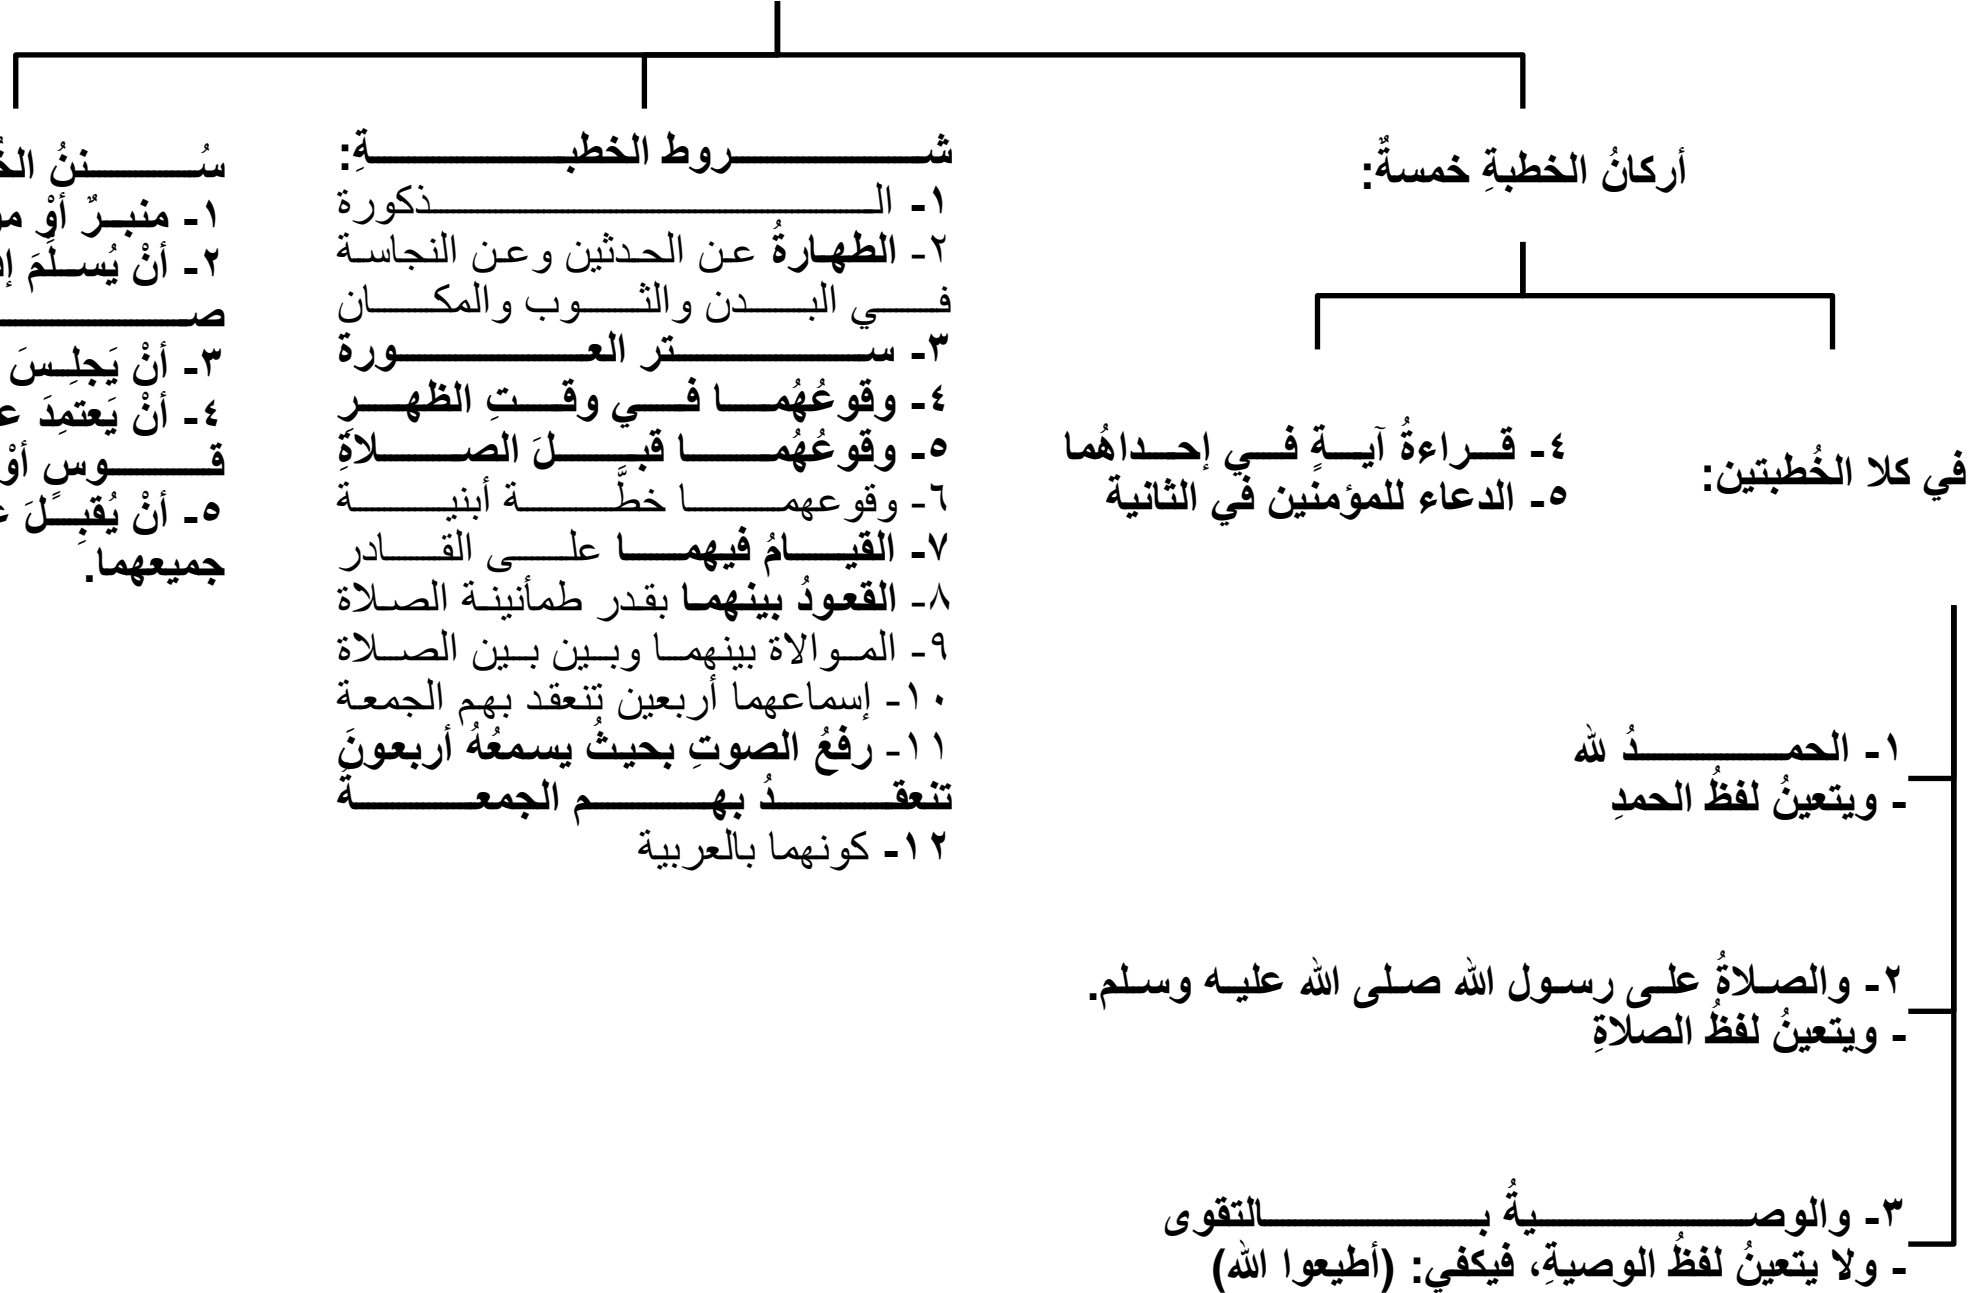 أركانُ الخطبةِ خمسةٌ:
في كلا الخُطبتين:
١- الحمدُ لله
- ويتعينُ لفظُ الحمدِ
٢- والصلاةُ على رسول الله صلى الله عليه وسلم.
- ويتعينُ لفظُ الصلاةِ
٣- والوصيةُ بالتقوى
- ولا يتعينُ لفظُ الوصيةِ، فيكفي: (أطيعوا الله)
٤- قراءةُ آيةٍ في إحداهُما
٥- الدعاء للمؤمنين في الثانية
شروط الخطبةِ:
١- الذكورة
٢- الطهارةُ عن الحدثين وعن النجاسة
في البدن والثوب والمكان
٣- ستر العورة
٤- وقوعُهُما في وقتِ الظهرِ
٥- وقوعُهُما قبلَ الصلاةِ
٦- وقوعهما خطَّة أبنية
٧- القيامُ فيهما على القادر
٨- القعودُ بينهما بقدر طمأنينة الصلاة
٩- الموالاة بينهما وبين بين الصلاة
١٠- إسماعهما أربعين تنعقد بهم الجمعة
١١- رفعُ الصوتِ بحيثُ يسمعُهُ أربعونَ
تنعقدُ بهم الجمعةُ
١٢- كونهما بالعربية
سُننُ
١- منبرٌ أوْ
٢- أنْ يُسلِّمَ
٣- أنْ يَجلِسَ
٤- أنْ يَعتمِدَ
قوسٍ أوْ
٥- أنْ يُقبِلَ
جميعهما.